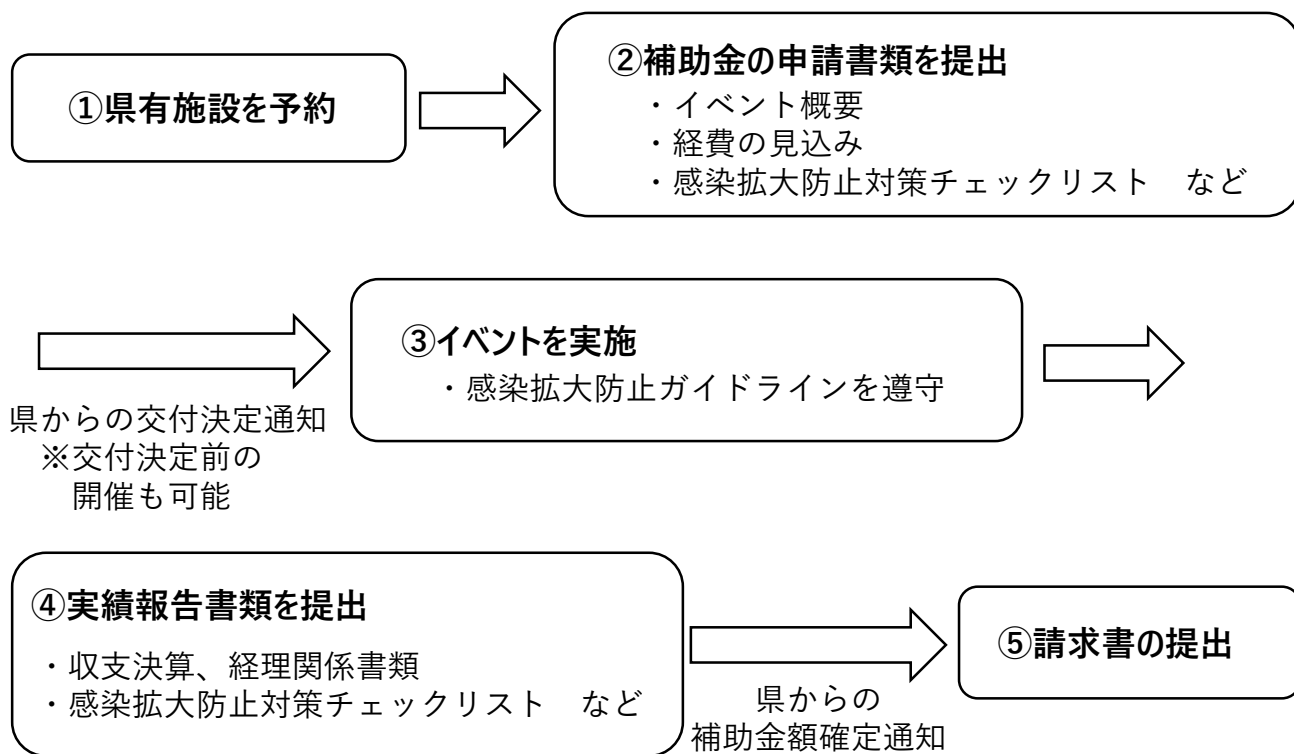 ①県有施設を予約
②補助金の申請書類を提出
・イベント概要
・経費の見込み
・感染拡大防止対策チェックリスト　など
県からの交付決定通知
※交付決定前の
開催も可能
③イベントを実施
・感染拡大防止ガイドラインを遵守
④実績報告書類を提出
・収支決算、経理関係書類
・感染拡大防止対策チェックリスト　など
県からの
補助金額確定通知
⑤請求書の提出